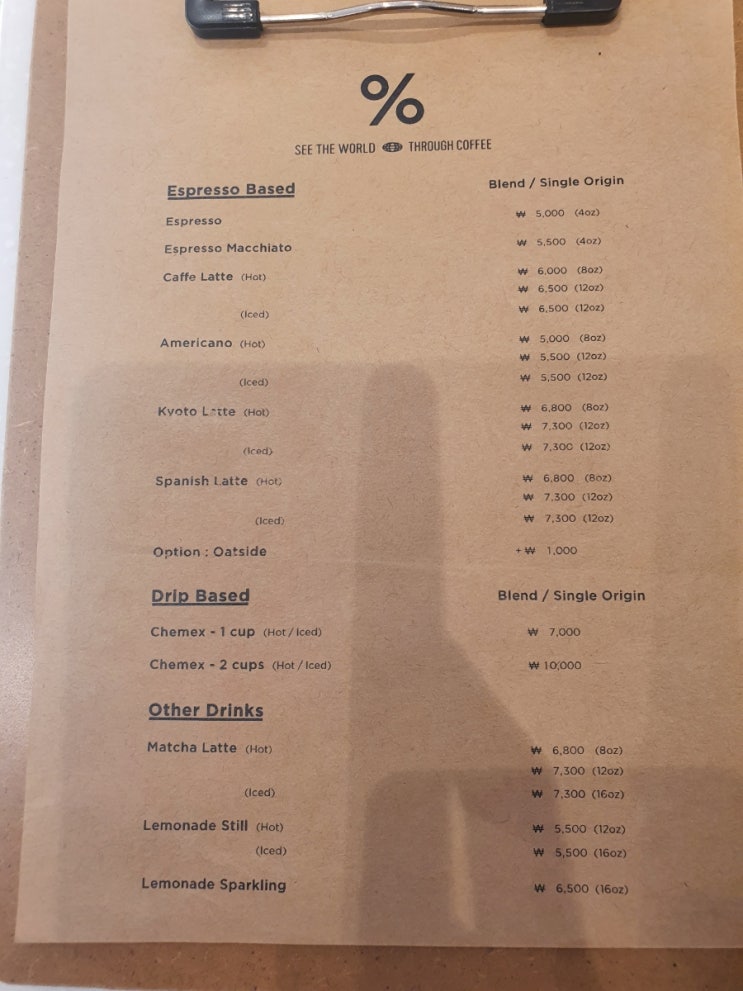 %
SEE THE WORLD THROUGH COFFEE
Espresso Based Blend / Single Origin
Espresso ₩ 5,000 (4oz)
Espresso Macchiato ₩ 5,500 (4oz)
Caffe Latte (Hot) ₩ 6,000 (8oz)
₩ 6,500 (12oz)
(Iced) ₩ 6,500 (12oz)
Americano (Hot) ₩ 5,000 (8oz)
₩ 5,500 (12oz)
(Iced) ₩ 5,500 (12oz)
Kyoto Latte (Hot) ₩ 6,800 (8oz)
₩ 7,300 (12oz)
(Iced) ₩ 7,300 (12oz)
Spanish Latte (Hot) ₩ 6,800 (8oz)
₩ 7,300 (12oz)
(Iced) ₩ 7,300 (12oz)
Option : Oatside +₩ 1,000
Drip Based Blend / Single Origin
Chemex - 1 cup (Hot / Iced) ₩ 7,000
Chemex - 2 cups (Hot / Iced) ₩ 10,000
Other Drinks
Matcha Latte (Hot) ₩ 6,800 (8oz)
₩ 7,300 (12oz)
(Iced) ₩ 7,300 (16oz)
Lemonade Still (Hot) ₩ 5,500 (12oz)
(Iced) ₩ 5,500 (16oz)
Lemonade Sparkling ₩ 6,500 (16oz)